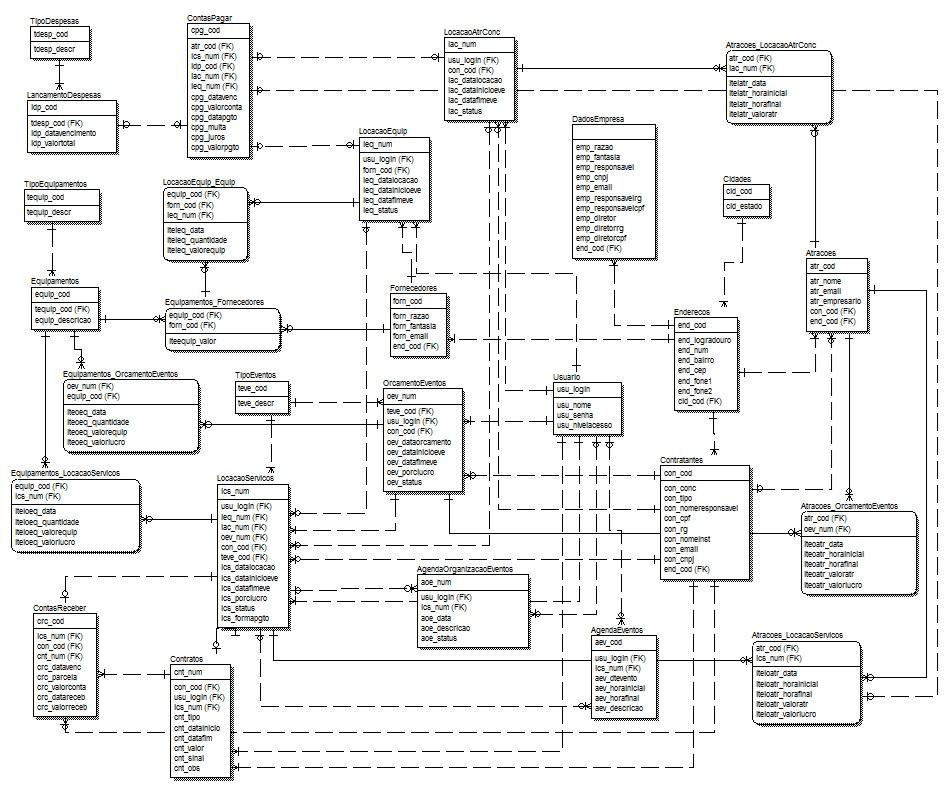 TipoDespesas
tdesp_cod
tdesp_descr
LancamentoDespesas
ldp_cod
tdesp_cod (FK)
ldp_datavencimento
ldp_valortotal
ContasPagar
cpg_cod
atr_cod (FK)
lcs_num (FK)
ldp_cod (FK)
lac_num (FK)
leq_num (FK)
cpg_datavenc
cpg_valorconta
cpg_datapgto
cpg_multa
cpg_juros
cpg_valorpgto
LocacaoAtrConc
lac_num
usu_login (FK)
con_cod (FK)
lac_datalocacao
lac_datainicioeve
lac_datafimeve
lac_status
Atracoes_LocacaoAtrConc
atr_cod (FK)
lac_num (FK)
itelatr_data
itelatr_horainicial
itelatr_horafinal
itelatr_valoratr
LocacaoEquip
leq_num
usu_login (FK)
forn_cod (FK)
leq_datalocacao
leq_datainicioeve
leq_datafimeve
leq_status
DadosEmpresa
emp_razao
emp_fantasia
emp_responsavel
emp_cnpj
emp_email
emp_responsavelrg
emp_responsavelcpf
emp_diretor
emp_diretorrg
emp_diretorcpf
end_cod (FK)
Cidades
cid_cod
cid_estado
TipoEquipamentos
tequip_cod
tequip_descr
LocacaoEquip_Equip
equip_cod (FK)
forn_cod (FK)
leq_num (FK)
iteleq_data
iteleq_quantidade
iteleq_valorequip
Atracoes
atr_cod
atr_nome
atr_email
atr_empresario
con_cod (FK)
end_cod (FK)
Equipamentos
equip_cod
tequip_cod (FK)
equip_descricao
Equipamentos_Fornecedores
equip_cod (FK)
forn_cod (FK)
iteequip_valor
Fornecedores
forn_cod
forn_razao
forn_fantasia
forn_email
end_cod (FK)
Enderecos
end_cod
end_logradouro
end_num
end_bairro
end_cep
end_fone1
end_fone2
cid_cod (FK)
Equipamentos_OrcamentoEventos
oev_num (FK)
equip_cod (FK)
iteoeq_data
iteoeq_quantidade
iteoeq_valorequip
iteoeq_valorlucro
TipoEventos
teve_cod
teve_descr
OrcamentoEventos
oev_num
teve_cod (FK)
usu_login (FK)
con_cod (FK)
oev_dataorcamento
oev_datainicioeve
oev_datafimeve
oev_porclucro
oev_status
Usuario
usu_login
usu_nome
usu_senha
usu_nivelacesso
Contratantes
con_cod
con_conc
con_tipo
con_nomeresponsavel
con_cpf
con_rg
con_nomeinst
con_email
con_cnpj
end_cod (FK)
Equipamentos_LocacaoServicos
equip_cod (FK)
lcs_num (FK)
iteloeq_data
iteloeq_quantidade
iteloeq_valorequip
iteloeq_valorlucro
LocacaoServicos
lcs_num
usu_login (FK)
leq_num (FK)
lac_num (FK)
oev_num (FK)
con_cod (FK)
teve_cod (FK)
lcs_datalocacao
lcs_datainicioeve
lcs_datafimeve
lcs_porclucro
lcs_status
lcs_formapgto
Atracoes_OrcamentoEventos
atr_cod (FK)
oev_num (FK)
iteoatr_data
iteoatr_horainicial
iteoatr_horafinal
iteoatr_valoratr
iteoatr_valorlucro
AgendaOrganizacaoEventos
aoe_num
usu_login (FK)
lcs_num (FK)
aoe_data
aoe_descricao
aoe_status
ContasReceber
crc_cod
lcs_num (FK)
con_cod (FK)
cnt_num (FK)
crc_datavenc
crc_parcela
crc_valorconta
crc_datareceb
crc_valorreceb
Contratos
cnt_num
con_cod (FK)
usu_login (FK)
lcs_num (FK)
cnt_tipo
cnt_datainicio
cnt_datafim
cnt_valor
cnt_sinal
cnt_obs
AgendaEventos
aev_cod
usu_login (FK)
lcs_num (FK)
aev_dtevento
aev_horainicial
aev_horafinal
aev_descricao
Atracoes_LocacaoServicos
atr_cod (FK)
lcs_num (FK)
iteloatr_data
iteloatr_horainicial
iteloatr_horafinal
iteloatr_valoratr
iteloatr_valorlucro